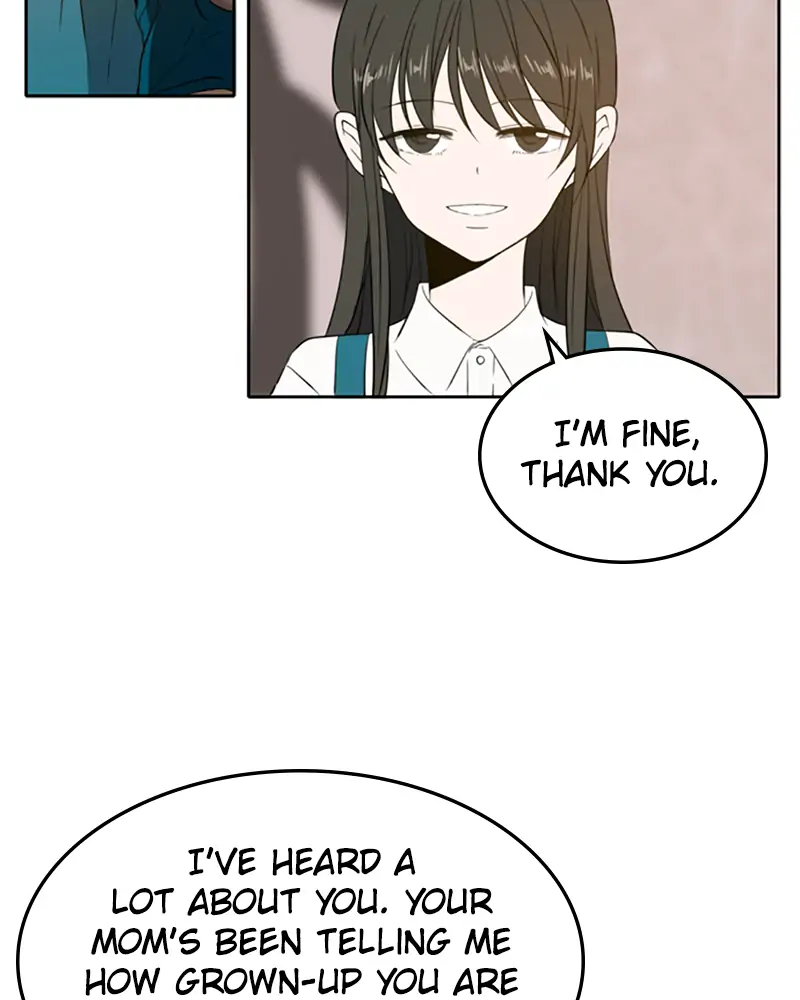 I'M FINE,
THANK YOU.
I'VE HEARD A
LOT ABOUT YOU. YOUR
MOM'S BEEN TELLING ME
HOW GROWN-UP YOU ARE